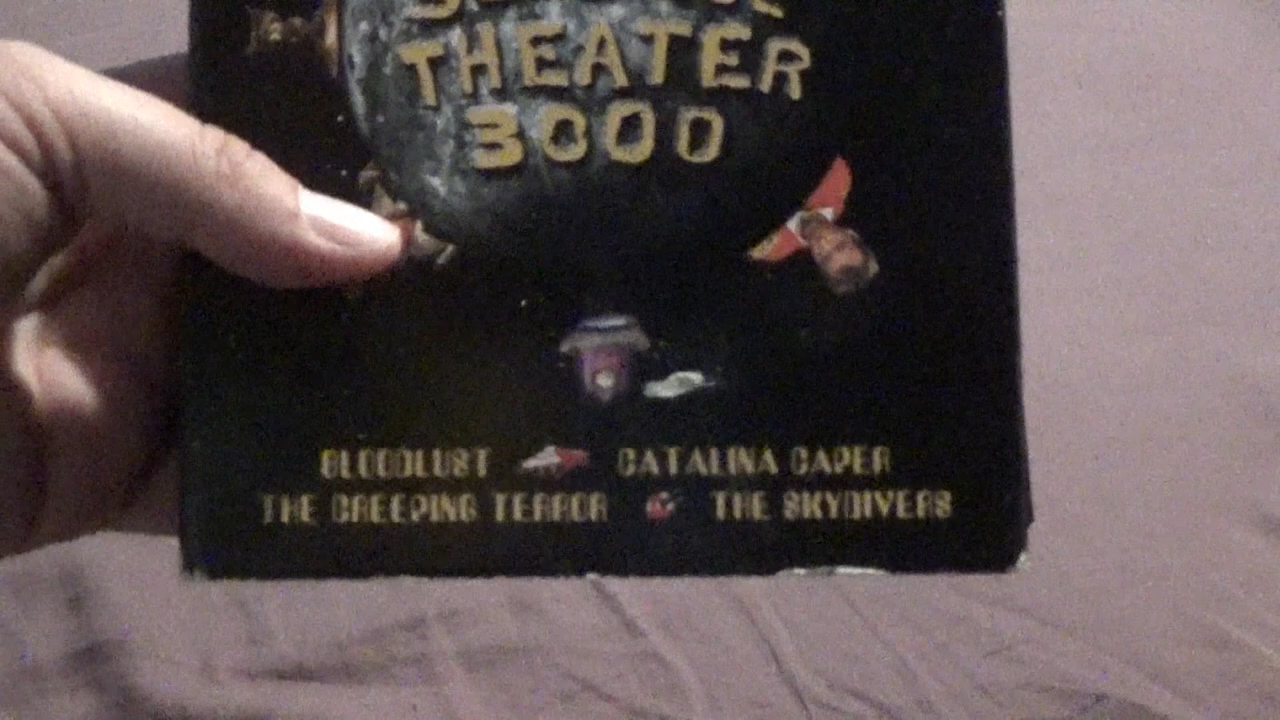 THEATER
3000
BLOODLUST CATALINA CAPER
THE CREEPING TERROR THE SKYDIVERS